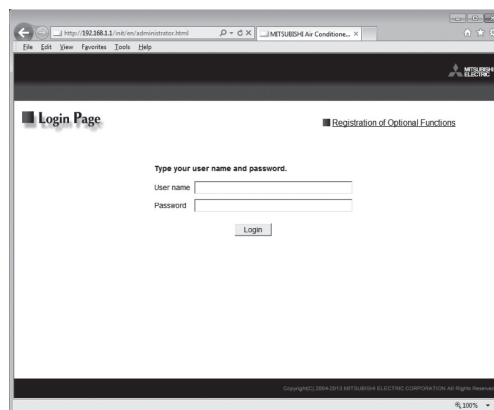 http://192.168.1.1/init/en/administrator.html
MITSUBISHI Air Conditione...
File Edit View Favorites Tools Help
MITSUBISHI
ELECTRIC
Login Page
Registration of Optional Functions
Type your user name and password.
User name
Password
Login
Copyright(C) 2004-2013 MITSUBISHI ELECTRIC CORPORATION All Rights Reserved
100%